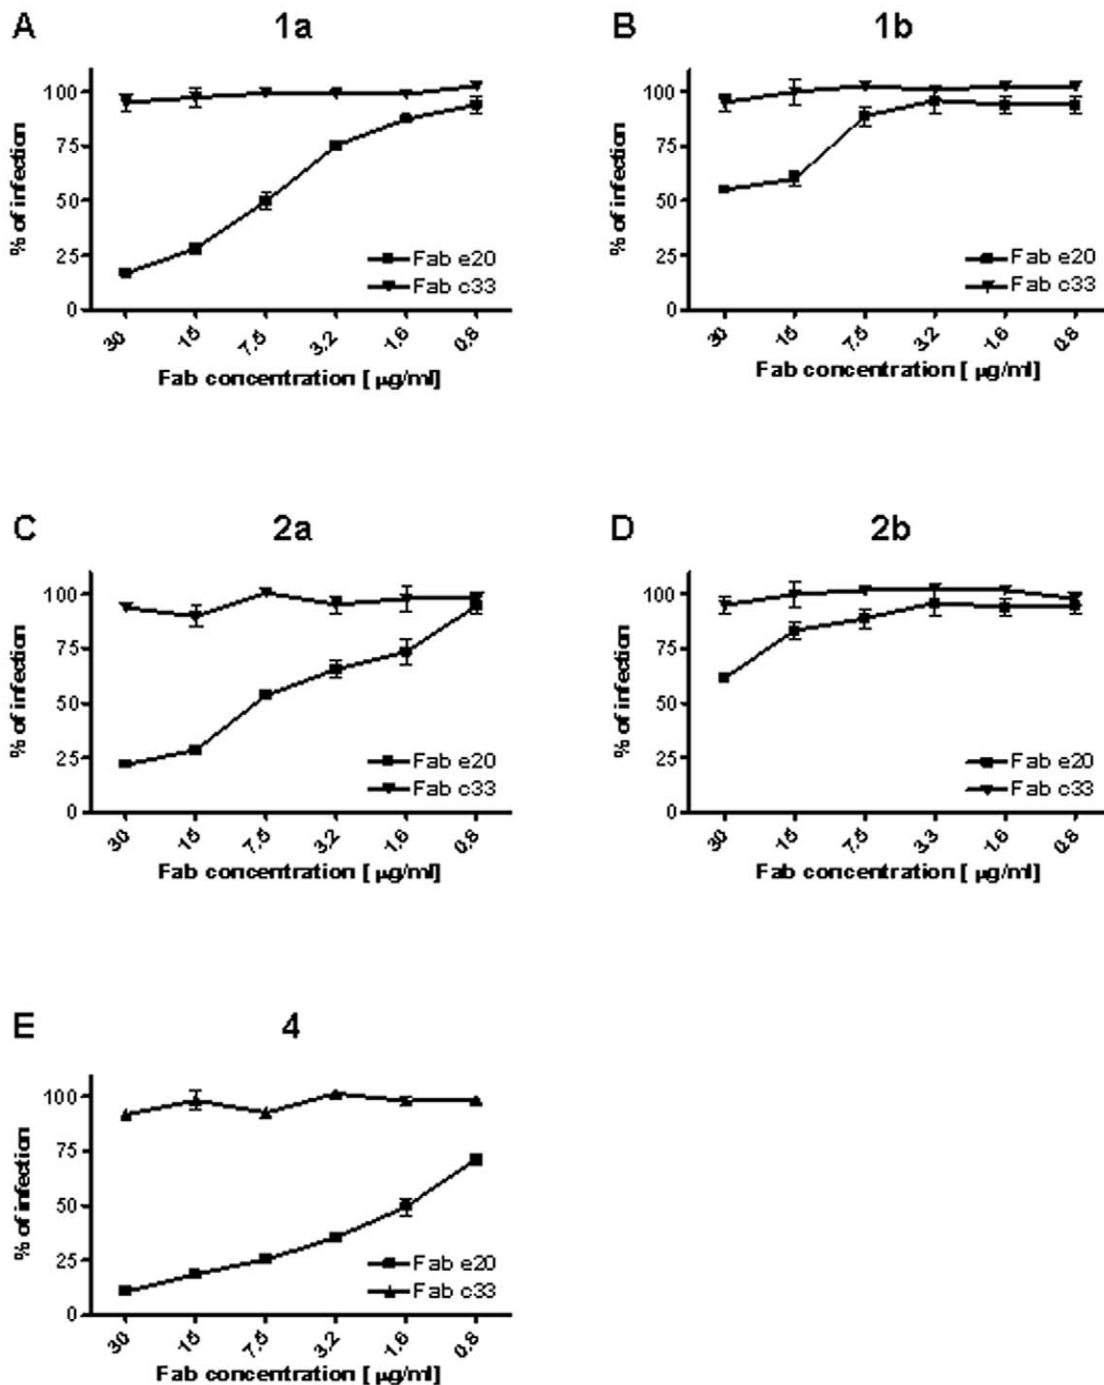 A 1a
% of infection
100
75
50
25
0
Fab e20
Fab c33
30 15 7.5 3.2 1.6 0.8
Fab concentration [ µg/ml]
B 1b
% of infection
100
75
50
25
0
Fab e20
Fab c33
30 15 7.5 3.2 1.6 0.8
Fab concentration [ µg/ml]
C 2a
% of infection
100
75
50
25
0
Fab e20
Fab c33
30 15 7.5 3.2 1.6 0.8
Fab concentration [ µg/ml]
D 2b
% of infection
100
75
50
25
0
Fab e20
Fab c33
30 15 7.5 3.3 1.6 0.8
Fab concentration [ µg/ml]
E 4
% of infection
100
75
50
25
0
Fab e20
Fab c33
30 15 7.5 3.2 1.6 0.8
Fab concentration [ µg/ml]